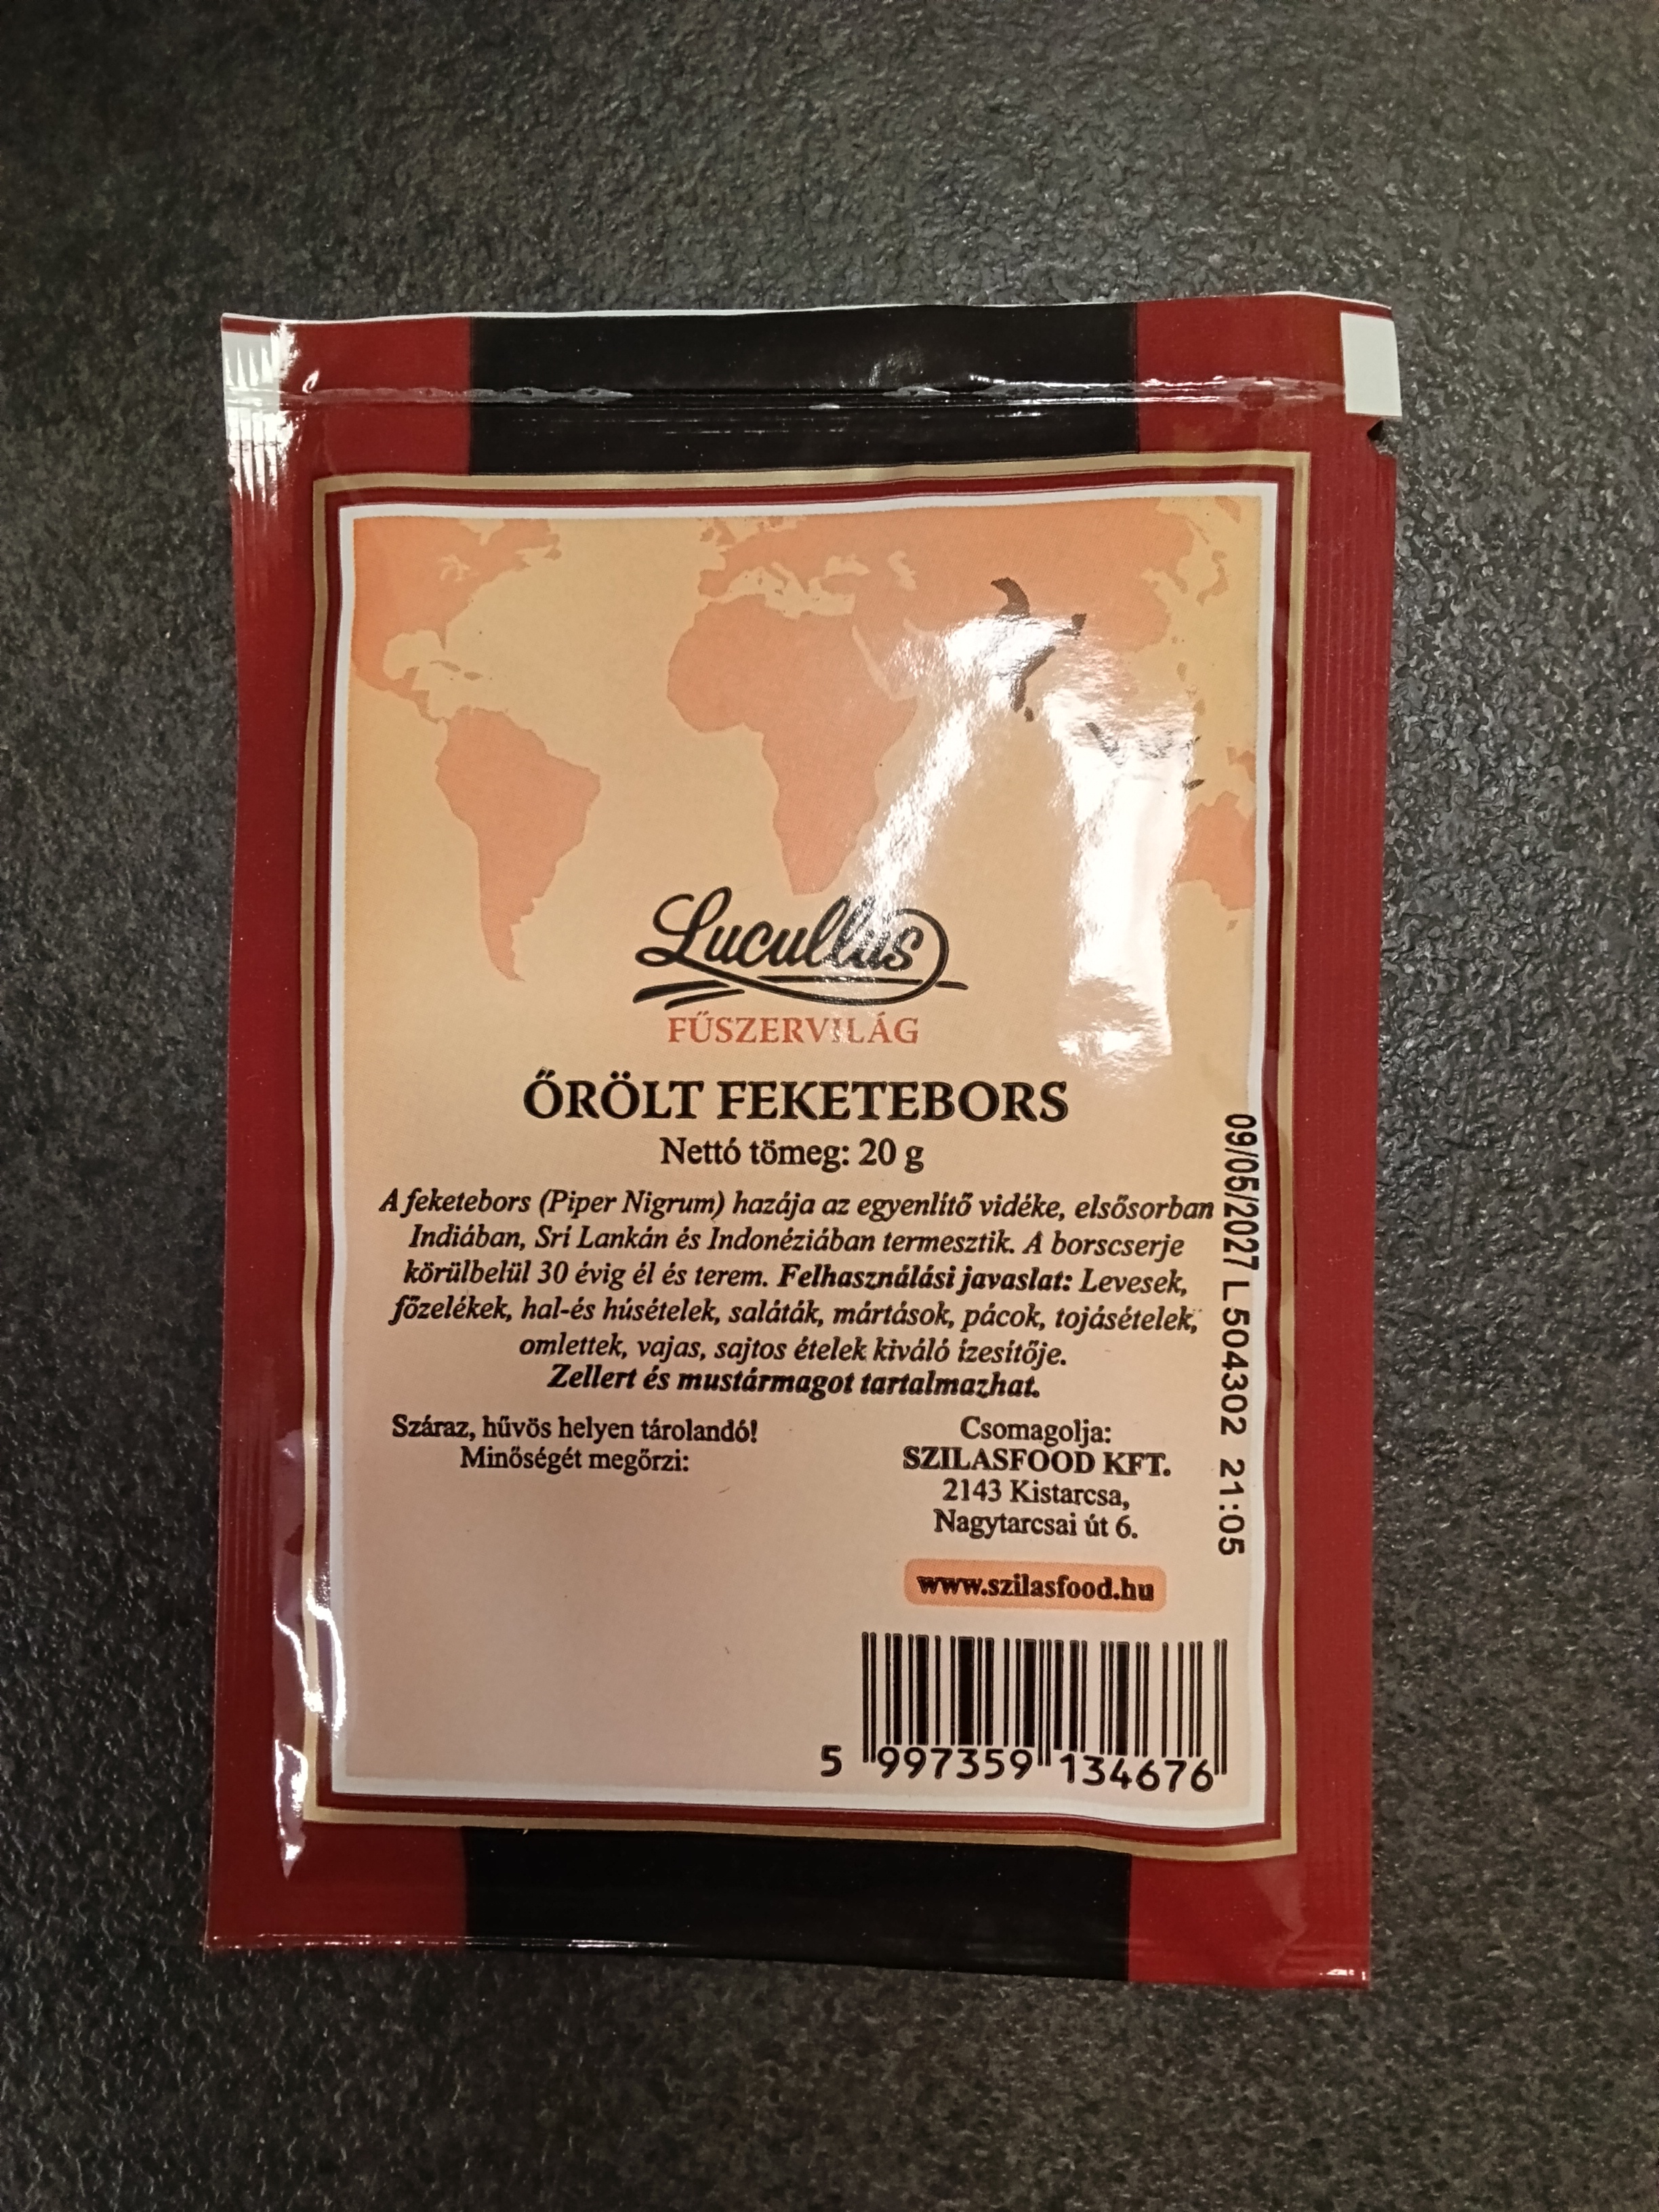 Lucullus
FŰSZERVILÁG
ŐRÖLT FEKETEBORS
Nettó tömeg: 20 g
A feketebors (Piper Nigrum) hazája az egyenlítő vidéke, elsősorban
Indiában, Srí Lankán és Indonéziában termesztik. A borscserje
körülbelül 30 évig él és terem. Felhasználási javaslat: Levesek,
főzelékek, hal-és húsételek, saláták, mártások, pácok, tojásételek,
omlettek, vajas, sajtos ételek kiváló ízesítője.
Zellert és mustármagot tartalmazhat.
Száraz, hűvös helyen tárolandó!
Minőségét megőrzi:
Csomagolja:
SZILASFOOD KFT.
2143 Kistarcsa,
Nagytarcsai út 6.
www.szilasfood.hu
5 997359 134676
09/05/2027 L 504302 21:05